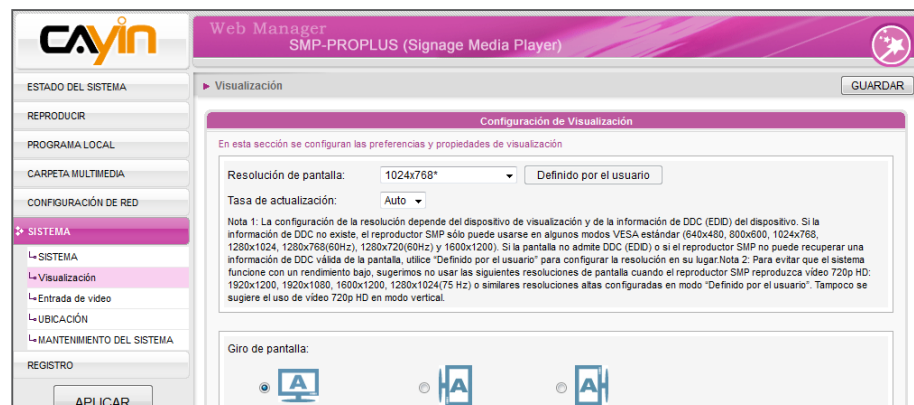 CAYIN
Web Manager
SMP-PROPLUS (Signage Media Player)
ESTADO DEL SISTEMA
REPRODUCIR
PROGRAMA LOCAL
CARPETA MULTIMEDIA
CONFIGURACIÓN DE RED
SISTEMA
SISTEMA
Visualización
Entrada de video
UBICACIÓN
MANTENIMIENTO DEL SISTEMA
REGISTRO
APLICAR
Visualización
GUARDAR
Configuración de Visualización
En esta sección se configuran las preferencias y propiedades de visualización
Resolución de pantalla: 1024x768* Definido por el usuario
Tasa de actualización: Auto
Nota 1: La configuración de la resolución depende del dispositivo de visualización y de la información de DDC (EDID) del dispositivo. Si la
información de DDC no existe, el reproductor SMP sólo puede usarse en algunos modos VESA estándar (640x480, 800x600, 1024x768,
1280x1024, 1280x768(60Hz), 1280x720(60Hz) y 1600x1200). Si la pantalla no admite DDC (EDID) o si el reproductor SMP no puede recuperar una
información de DDC válida de la pantalla, utilice "Definido por el usuario" para configurar la resolución en su lugar.Nota 2: Para evitar que el sistema
funcione con un rendimiento bajo, sugerimos no usar las siguientes resoluciones de pantalla cuando el reproductor SMP reproduzca vídeo 720p HD:
1920x1200, 1920x1080, 1600x1200, 1280x1024(75 Hz) o similares resoluciones altas configuradas en modo "Definido por el usuario". Tampoco se
sugiere el uso de vídeo 720p HD en modo vertical.
Giro de pantalla:
A A A